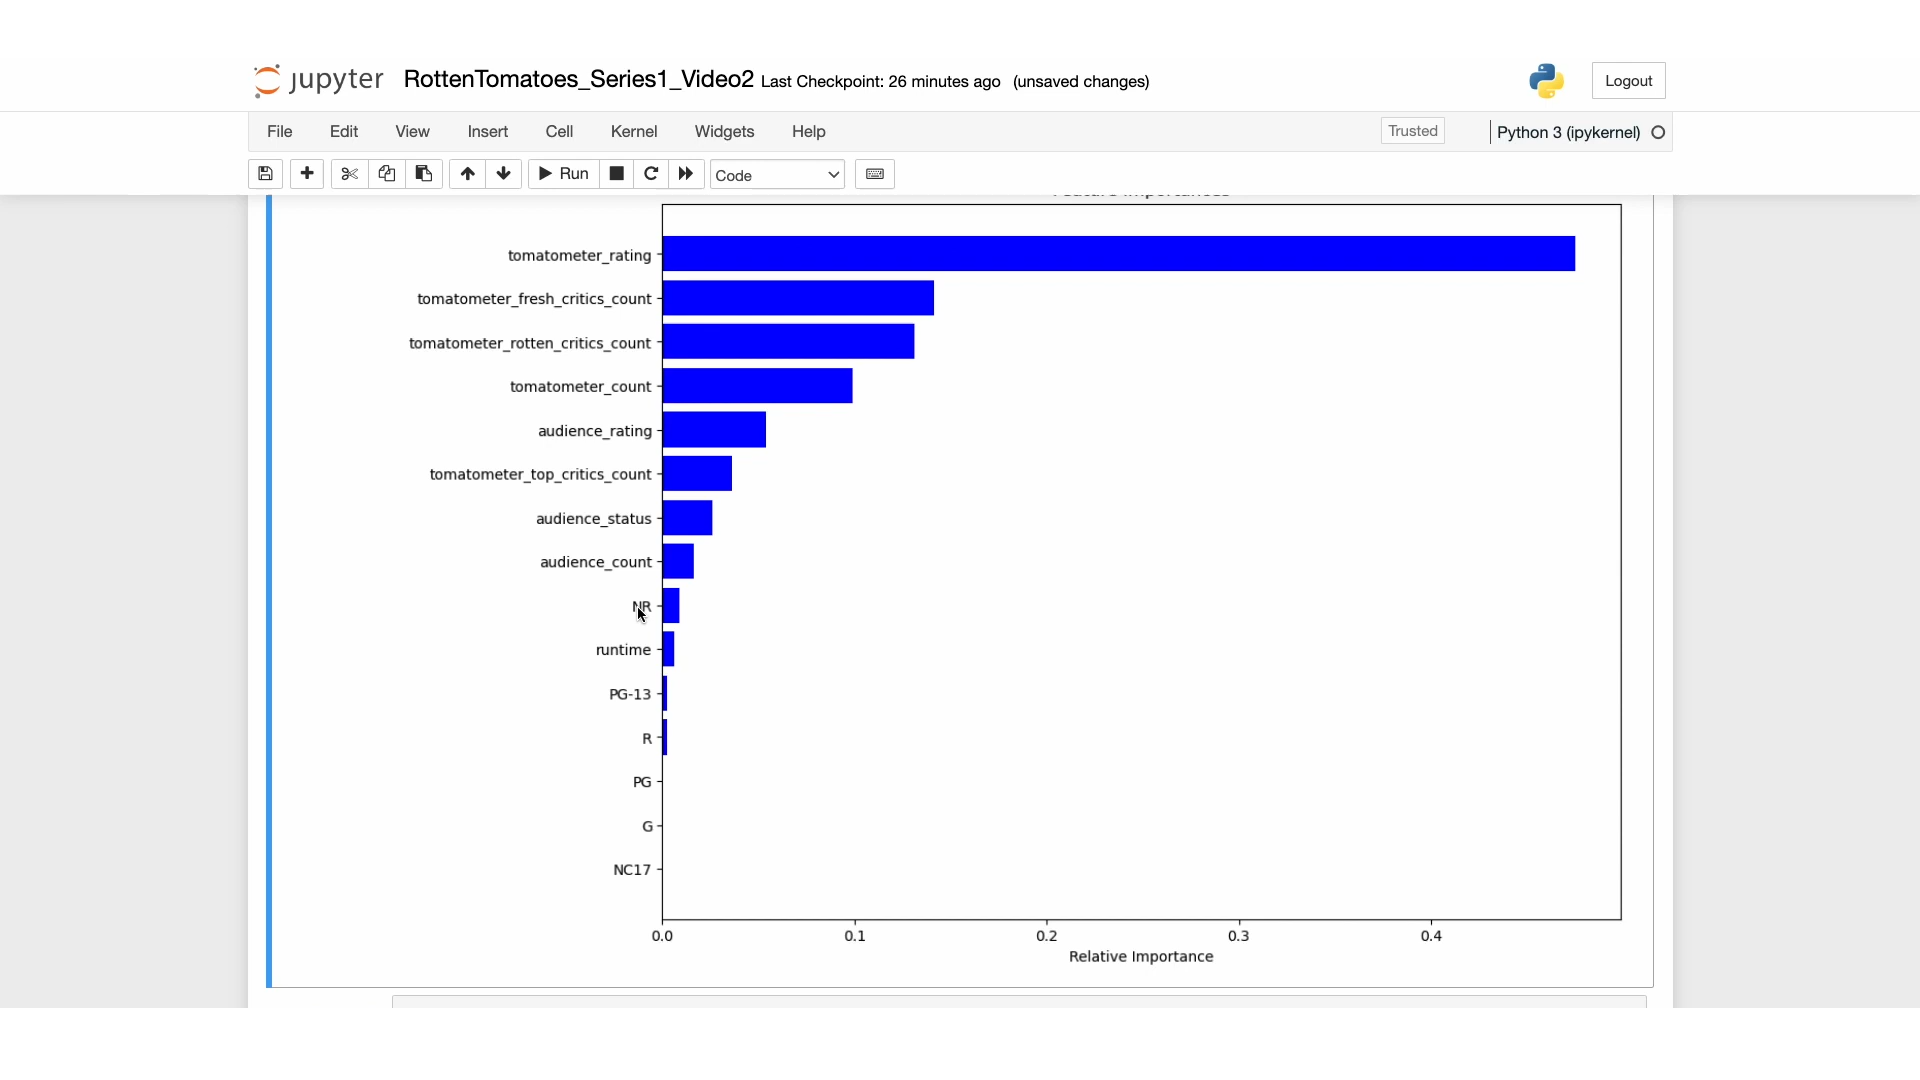 jupyter RottenTomatoes_Series1_Video2 Last Checkpoint: 26 minutes ago (unsaved changes)
Logout
File Edit View Insert Cell Kernel Widgets Help
Trusted
Python 3 (ipykernel)
Run
Code
Feature Importances
tomatometer_rating
tomatometer_fresh_critics_count
tomatometer_rotten_critics_count
tomatometer_count
audience_rating
tomatometer_top_critics_count
audience_status
audience_count
NR
runtime
PG-13
R
PG
G
NC17
0.0 0.1 0.2 0.3 0.4
Relative Importance